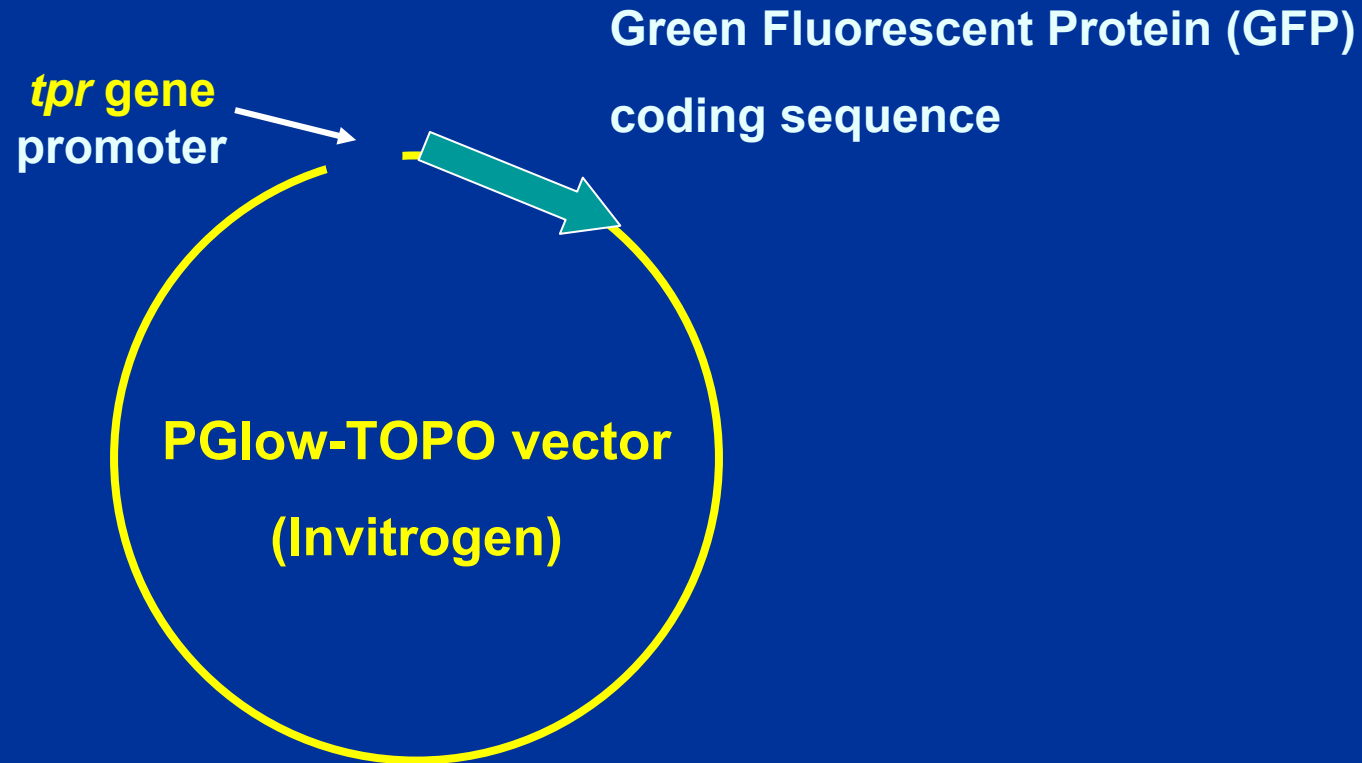 Green Fluorescent Protein (GFP)
coding sequence
tpr gene
promoter
PGlow-TOPO vector
(Invitrogen)